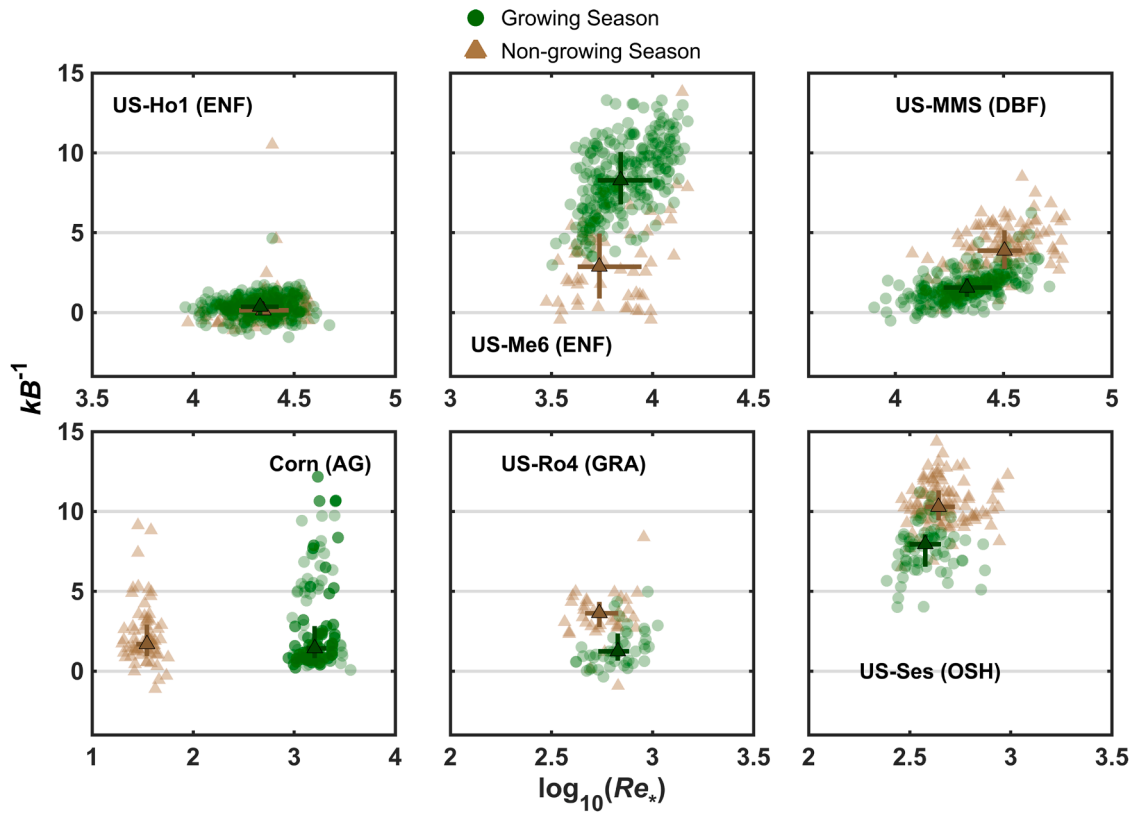 Growing Season
Non-growing Season
15
10
5
0
US-Ho1 (ENF)
3.5 4 4.5 5
US-Me6 (ENF)
3 3.5 4 4.5
US-MMS (DBF)
4 4.5 5
kB⁻¹
15
10
5
0
Corn (AG)
1 2 3 4
US-Ro4 (GRA)
2 2.5 3 3.5
US-Ses (OSH)
2 2.5 3 3.5
log₁₀(Re*)